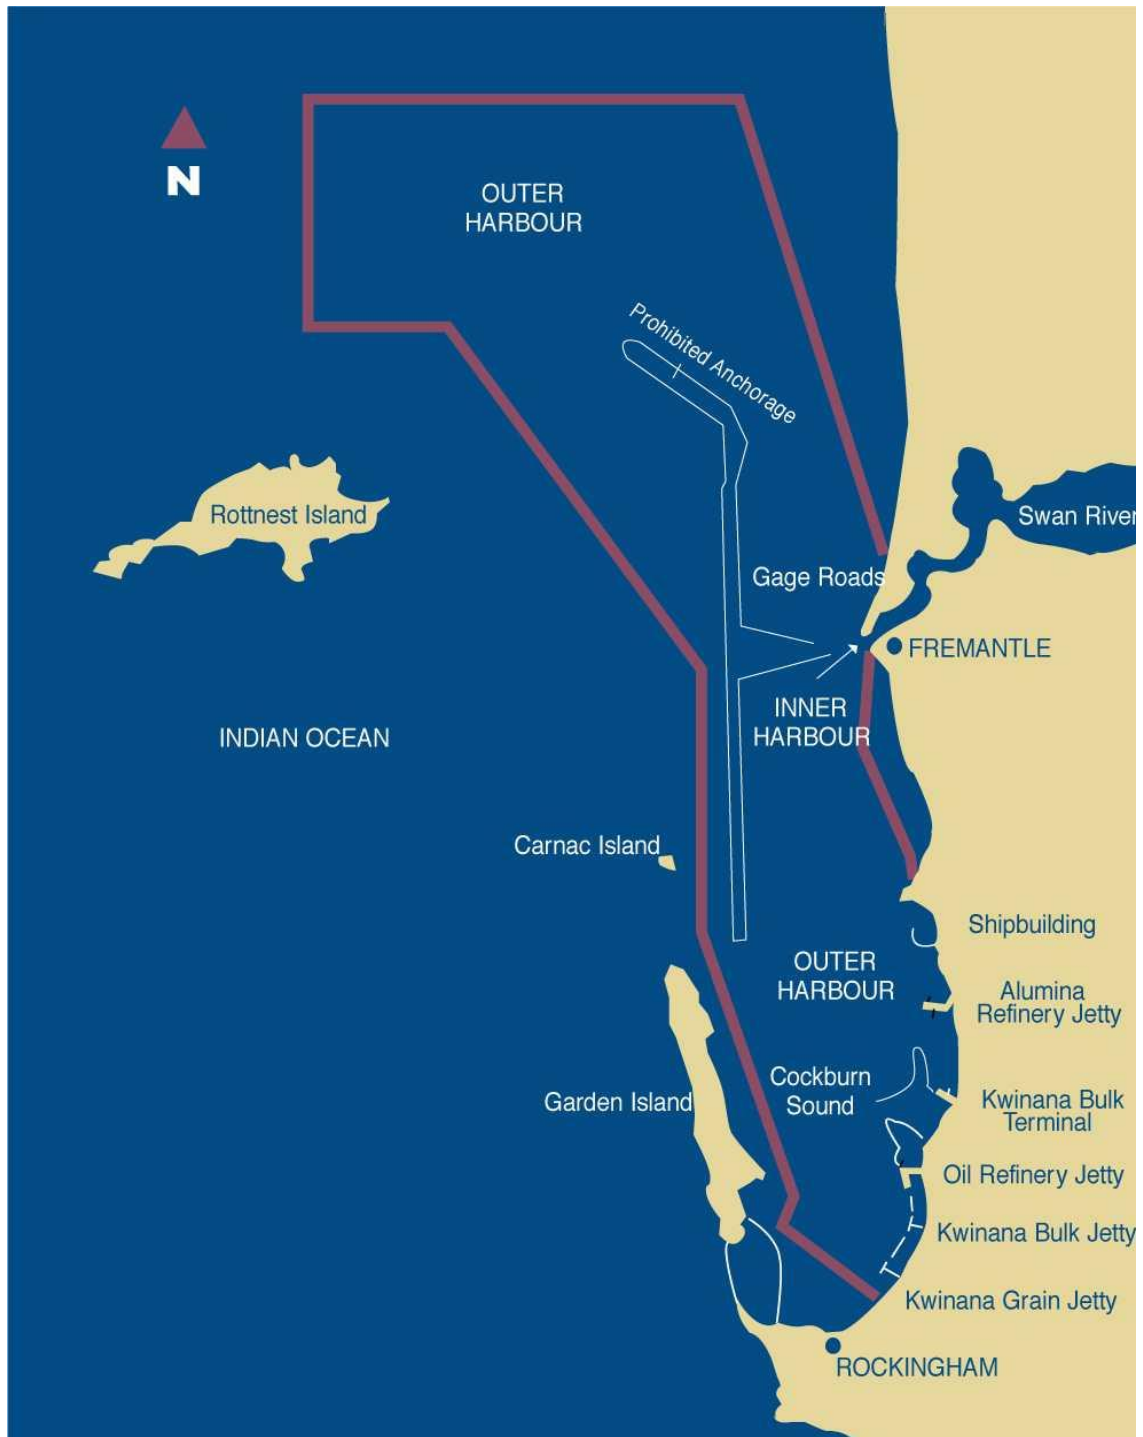 N
OUTER
HARBOUR
Prohibited Anchorage
Rottnest Island
Swan River
Gage Roads
FREMANTLE
INNER
HARBOUR
INDIAN OCEAN
Carnac Island
Shipbuilding
OUTER
HARBOUR
Alumina
Refinery Jetty
Cockburn
Sound
Garden Island
Kwinana Bulk
Terminal
Oil Refinery Jetty
Kwinana Bulk Jetty
Kwinana Grain Jetty
ROCKINGHAM